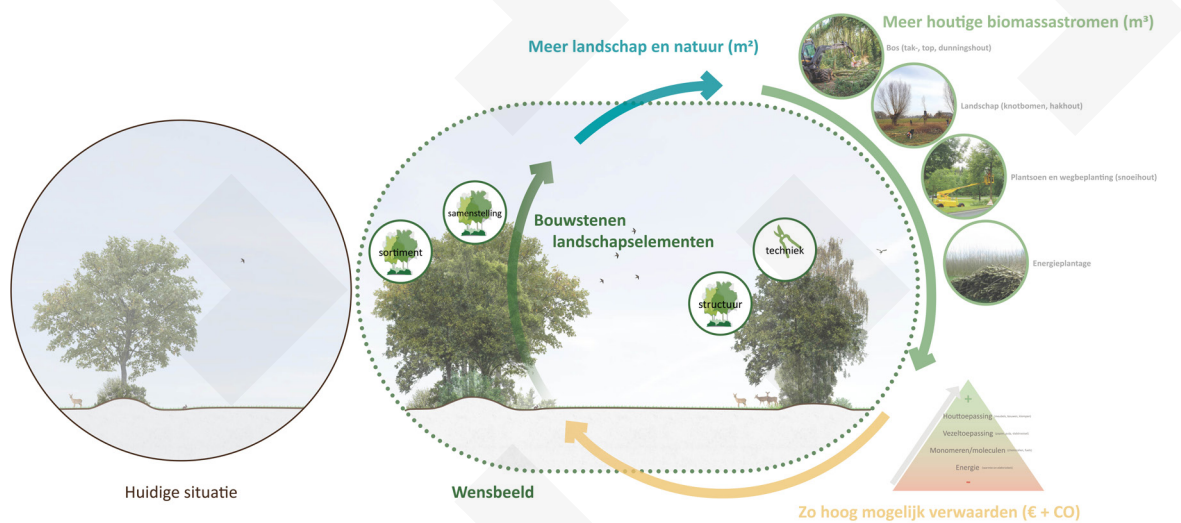 Meer houtige biomassastromen (m³)
Meer landschap en natuur (m²)
Bos (tak-, top, dunningshout)
Landschap (knotbomen, hakhout)
Plantsoen en wegbeplanting (snoeihout)
Energieplantage
samenstelling
sortiment
Bouwstenen
landschapselementen
techniek
structuur
+
Houttoepassing
Vezeltoepassing
Monomeren/moleculen
Energie
-
Huidige situatie
Wensbeeld
Zo hoog mogelijk verwaarden (€ + CO)